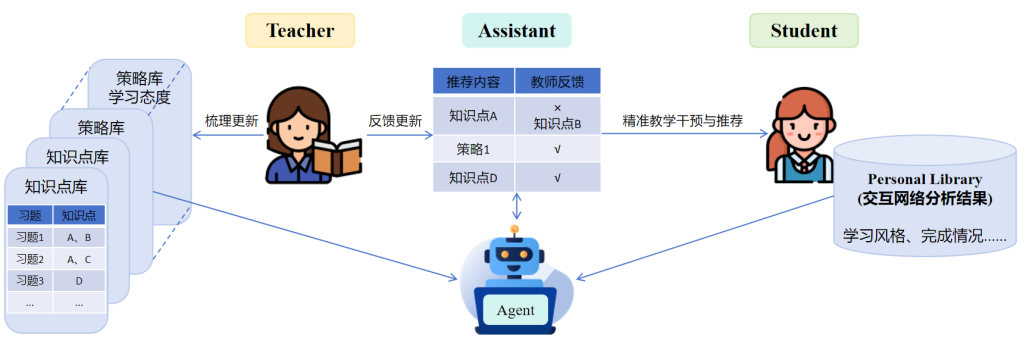 Teacher
Assistant
Student
策略库
学习态度
策略库
知识点库
知识点库
习题 知识点
习题1 A、B
习题2 A、C
习题3 D
... ...
梳理更新
反馈更新
推荐内容 教师反馈
知识点A ×
知识点B
策略1 √
知识点D √
精准教学干预与推荐
Personal Library
(交互网络分析结果)
学习风格、完成情况......
Agent